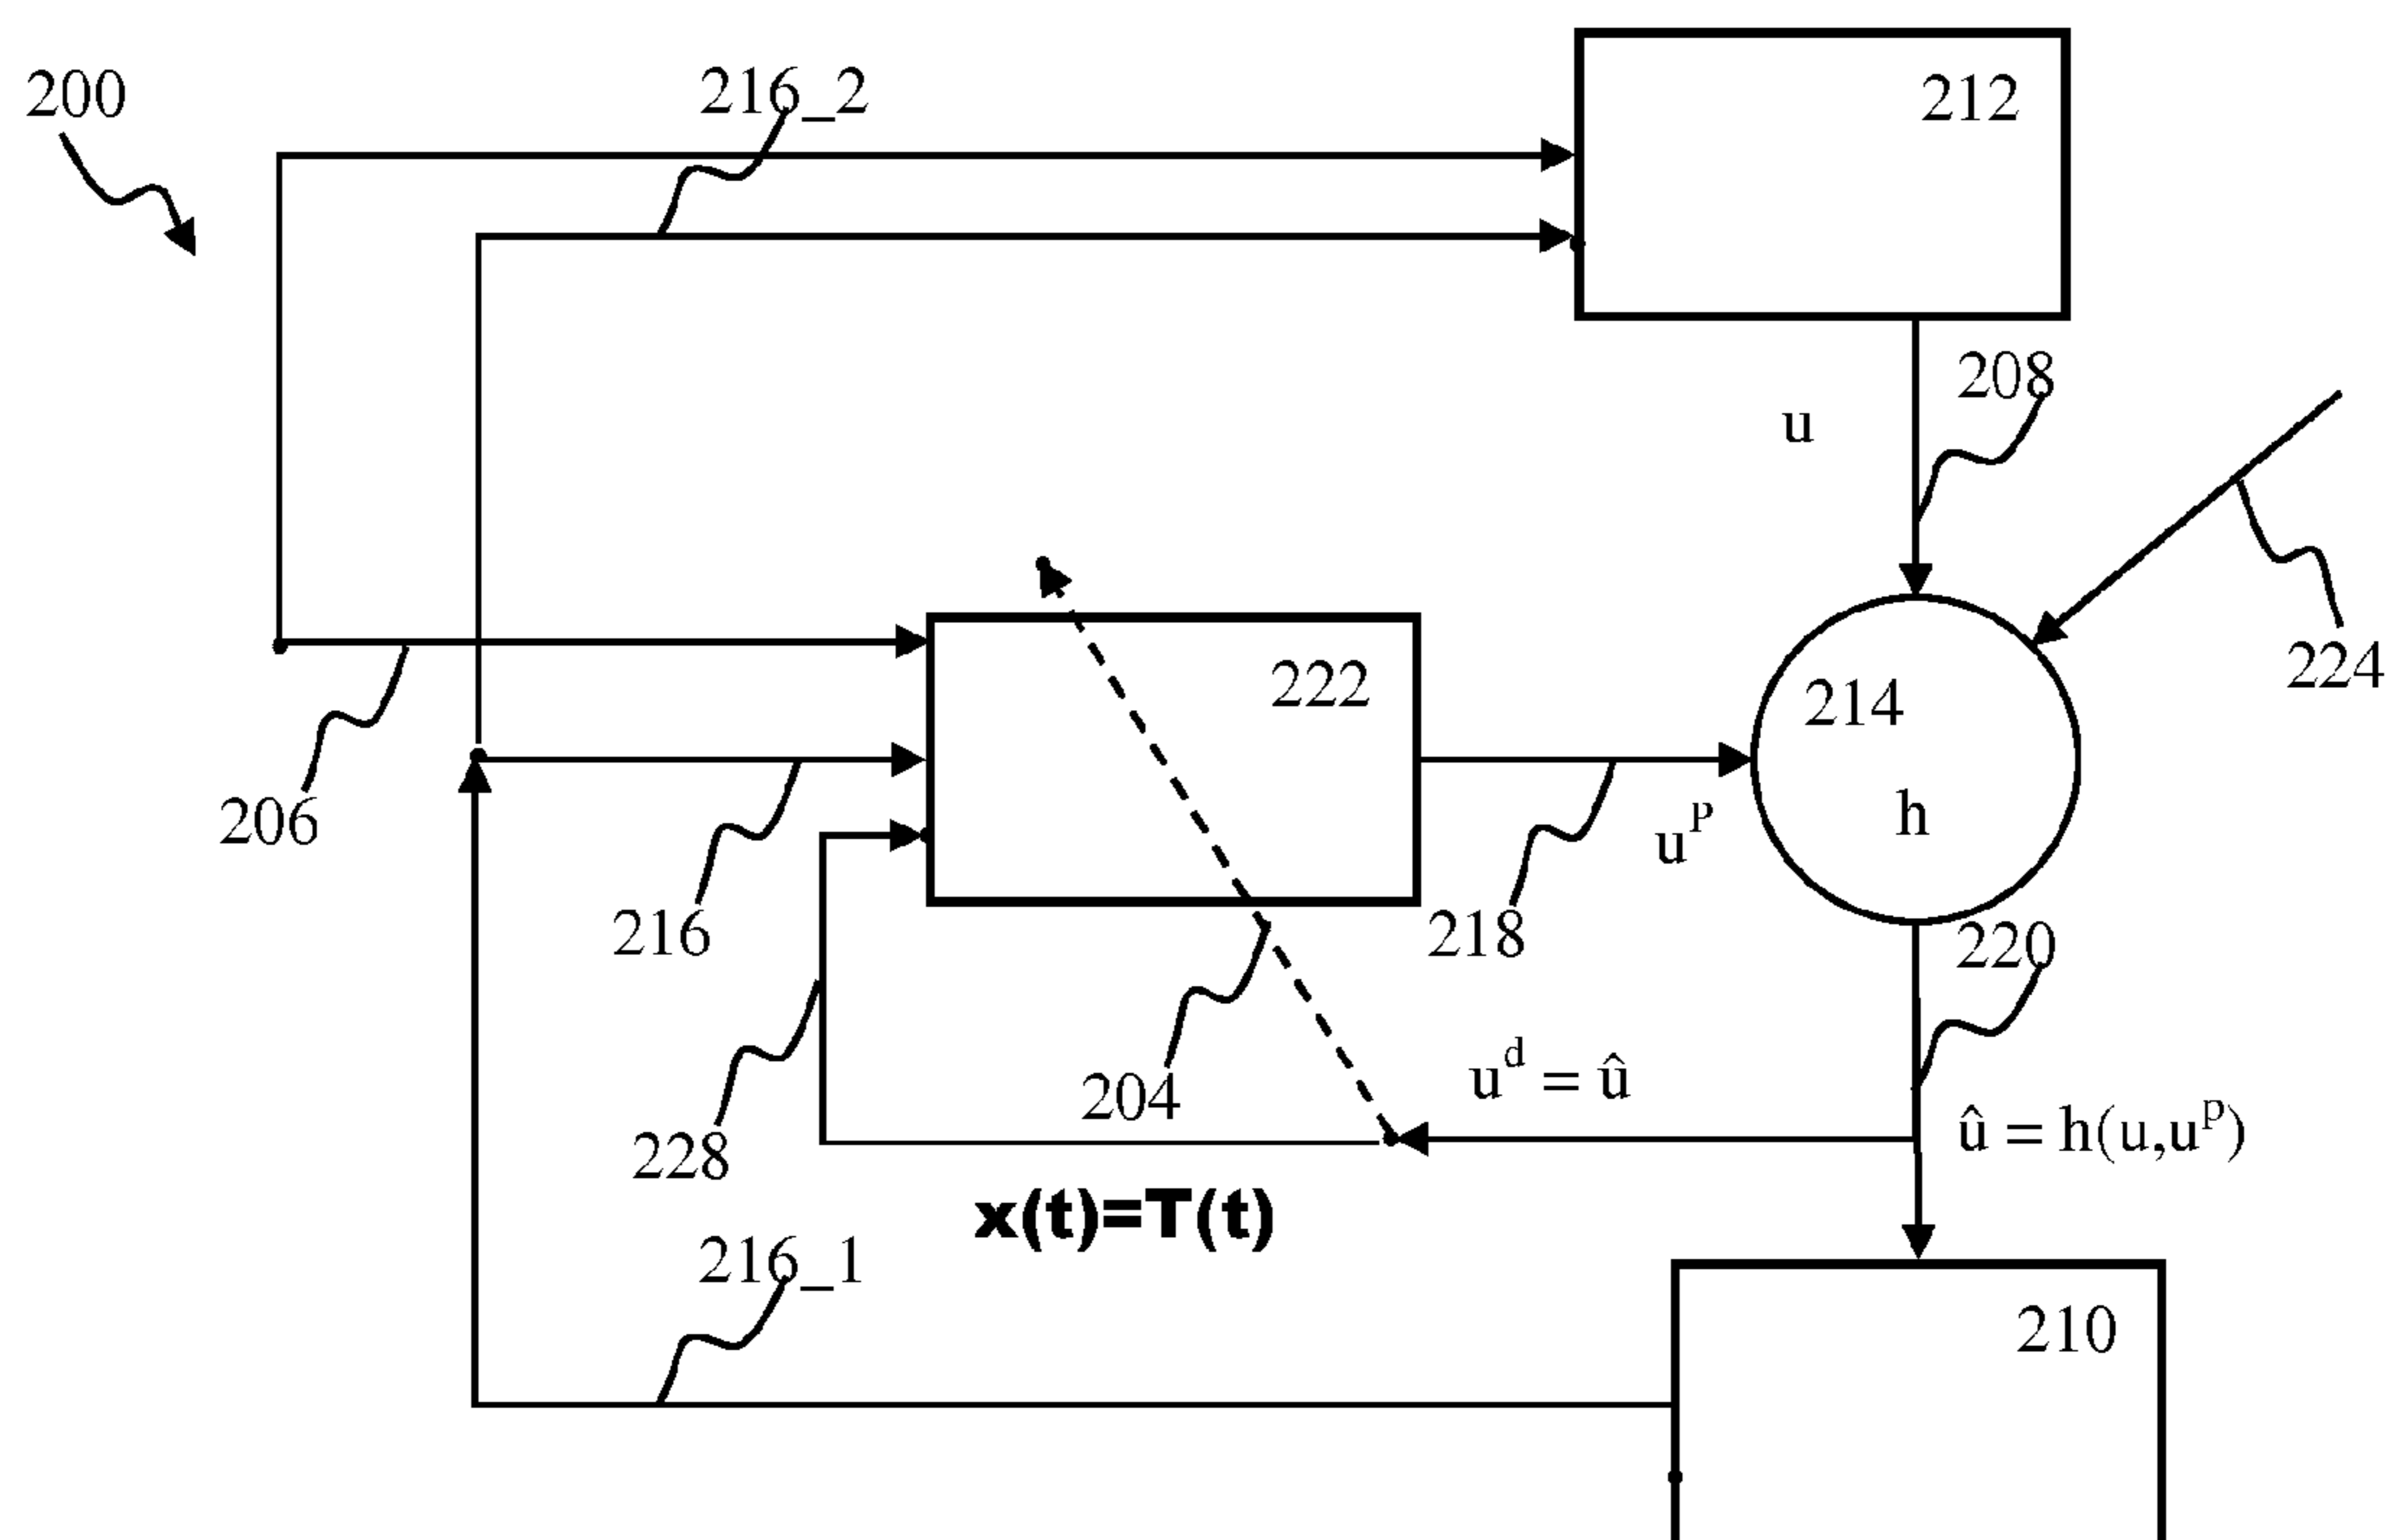 200
216_2
212
208
u
224
222
214
h
206
u^P
216
218
220
228
204
u^d = û
û = h(u,u^p)
x(t)=T(t)
216_1
210